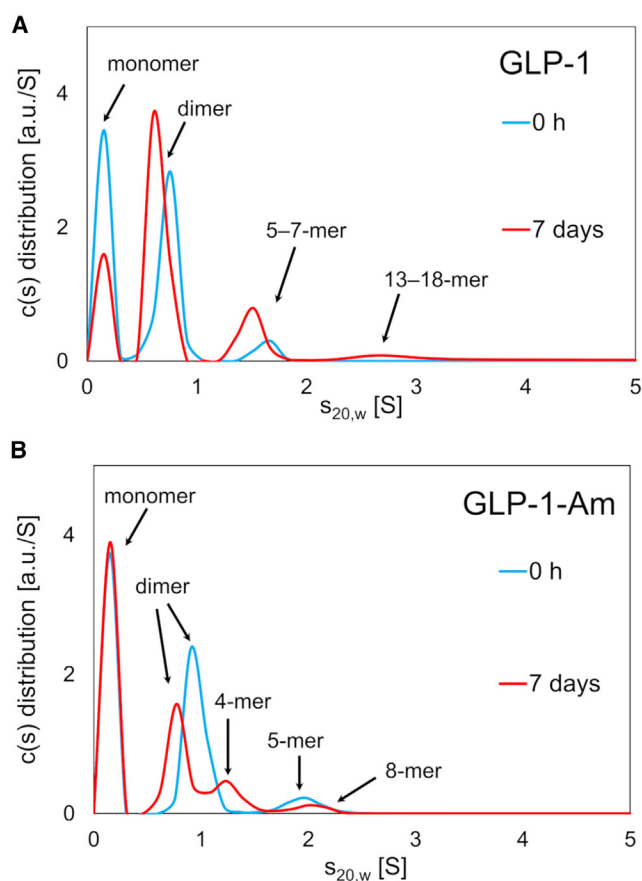 A
GLP-1
monomer
dimer
0 h
5–7-mer
7 days
13–18-mer
c(s) distribution [a.u./S]
4
2
0
0 1 2 3 4 5
s20,w [S]
B
GLP-1-Am
monomer
dimer
0 h
4-mer
7 days
5-mer
8-mer
c(s) distribution [a.u./S]
4
2
0
0 1 2 3 4 5
s20,w [S]